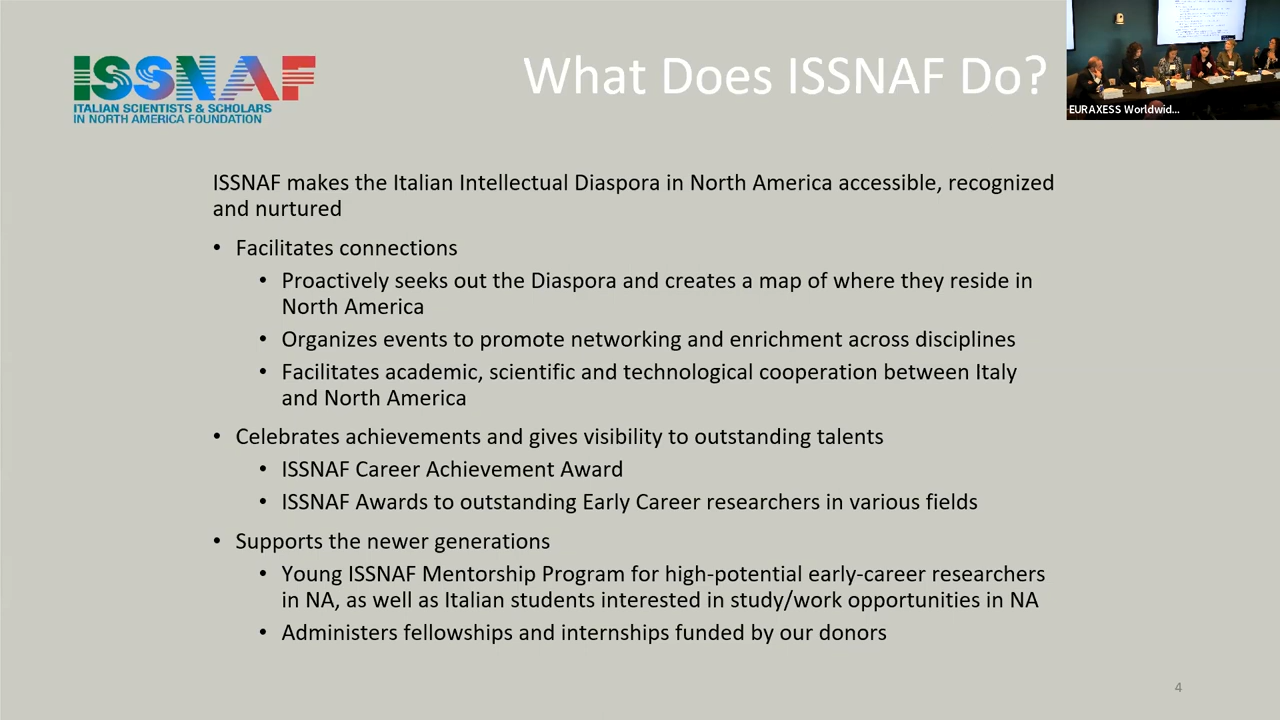 ISSNAF
ITALIAN SCIENTISTS & SCHOLARS
IN NORTH AMERICA FOUNDATION
What Does ISSNAF Do?
EURAXESS Worldwid...
ISSNAF makes the Italian Intellectual Diaspora in North America accessible, recognized
and nurtured
• Facilitates connections
• Proactively seeks out the Diaspora and creates a map of where they reside in
North America
• Organizes events to promote networking and enrichment across disciplines
• Facilitates academic, scientific and technological cooperation between Italy
and North America
• Celebrates achievements and gives visibility to outstanding talents
• ISSNAF Career Achievement Award
• ISSNAF Awards to outstanding Early Career researchers in various fields
• Supports the newer generations
• Young ISSNAF Mentorship Program for high-potential early-career researchers
in NA, as well as Italian students interested in study/work opportunities in NA
• Administers fellowships and internships funded by our donors
4